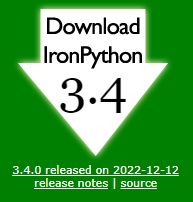 Download
IronPython
3.4
3.4.0 released on 2022-12-12
release notes | source